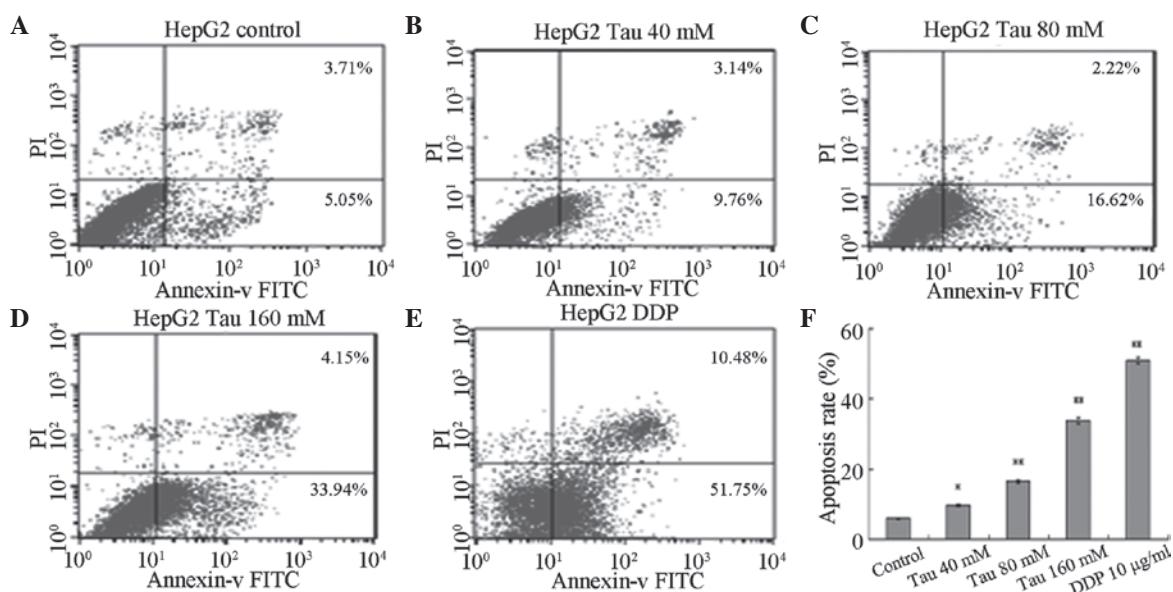 A
HepG2 control
10⁴
10³
10²
10¹
10⁰
PI
3.71%
5.05%
10⁰ 10¹ 10² 10³ 10⁴
Annexin-v FITC
B
HepG2 Tau 40 mM
10⁴
10³
10²
10¹
10⁰
PI
3.14%
9.76%
10⁰ 10¹ 10² 10³ 10⁴
Annexin-v FITC
C
HepG2 Tau 80 mM
10⁴
10³
10²
10¹
10⁰
PI
2.22%
16.62%
10⁰ 10¹ 10² 10³ 10⁴
Annexin-v FITC
D
HepG2 Tau 160 mM
10⁴
10³
10²
10¹
10⁰
PI
4.15%
33.94%
10⁰ 10¹ 10² 10³ 10⁴
Annexin-v FITC
E
HepG2 DDP
10⁴
10³
10²
10¹
10⁰
PI
10.48%
51.75%
10⁰ 10¹ 10² 10³ 10⁴
Annexin-v FITC
F
Apoptosis rate (%)
60
40
20
0
*
**
**
**
Control
Tau 40 mM
Tau 80 mM
Tau 160 mM
DDP 10 µg/mL